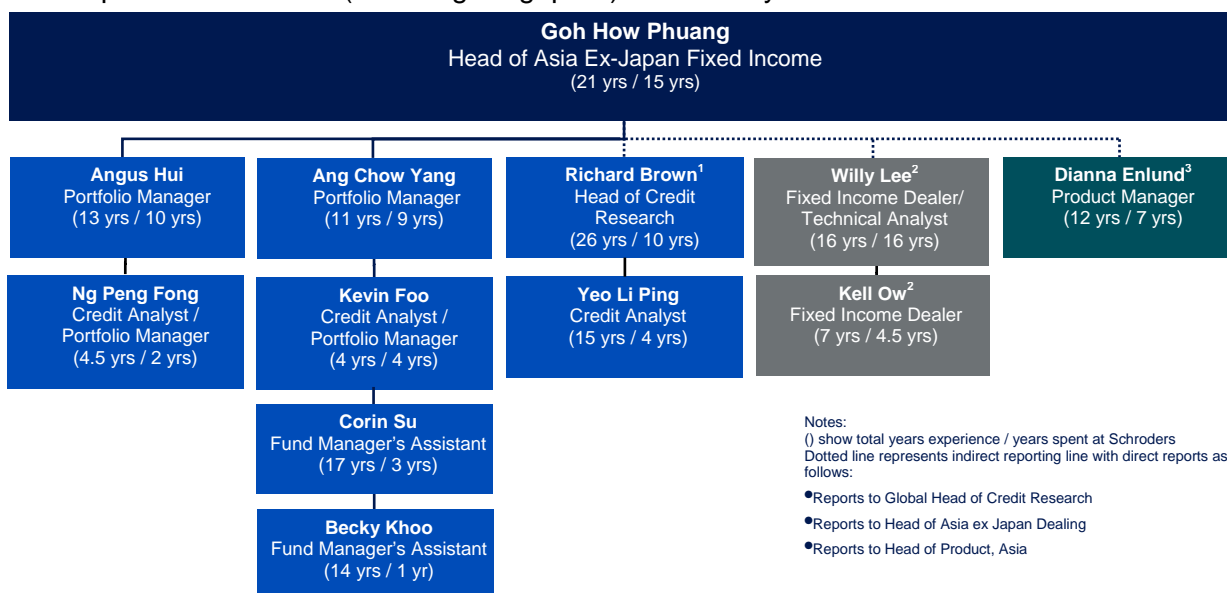 Goh How Phuang
Head of Asia Ex-Japan Fixed Income
(21 yrs / 15 yrs)
Angus Hui
Portfolio Manager
(13 yrs / 10 yrs)
Ang Chow Yang
Portfolio Manager
(11 yrs / 9 yrs)
Richard Brown¹
Head of Credit
Research
(26 yrs / 10 yrs)
Willy Lee²
Fixed Income Dealer/
Technical Analyst
(16 yrs / 16 yrs)
Dianna Enlund³
Product Manager
(12 yrs / 7 yrs)
Ng Peng Fong
Credit Analyst /
Portfolio Manager
(4.5 yrs / 2 yrs)
Kevin Foo
Credit Analyst /
Portfolio Manager
(4 yrs / 4 yrs)
Yeo Li Ping
Credit Analyst
(15 yrs / 4 yrs)
Kell Ow²
Fixed Income Dealer
(7 yrs / 4.5 yrs)
Corin Su
Fund Manager's Assistant
(17 yrs / 3 yrs)
Becky Khoo
Fund Manager's Assistant
(14 yrs / 1 yr)
Notes:
() show total years experience / years spent at Schroders
Dotted line represents indirect reporting line with direct reports as
follows:
•Reports to Global Head of Credit Research
•Reports to Head of Asia ex Japan Dealing
•Reports to Head of Product, Asia